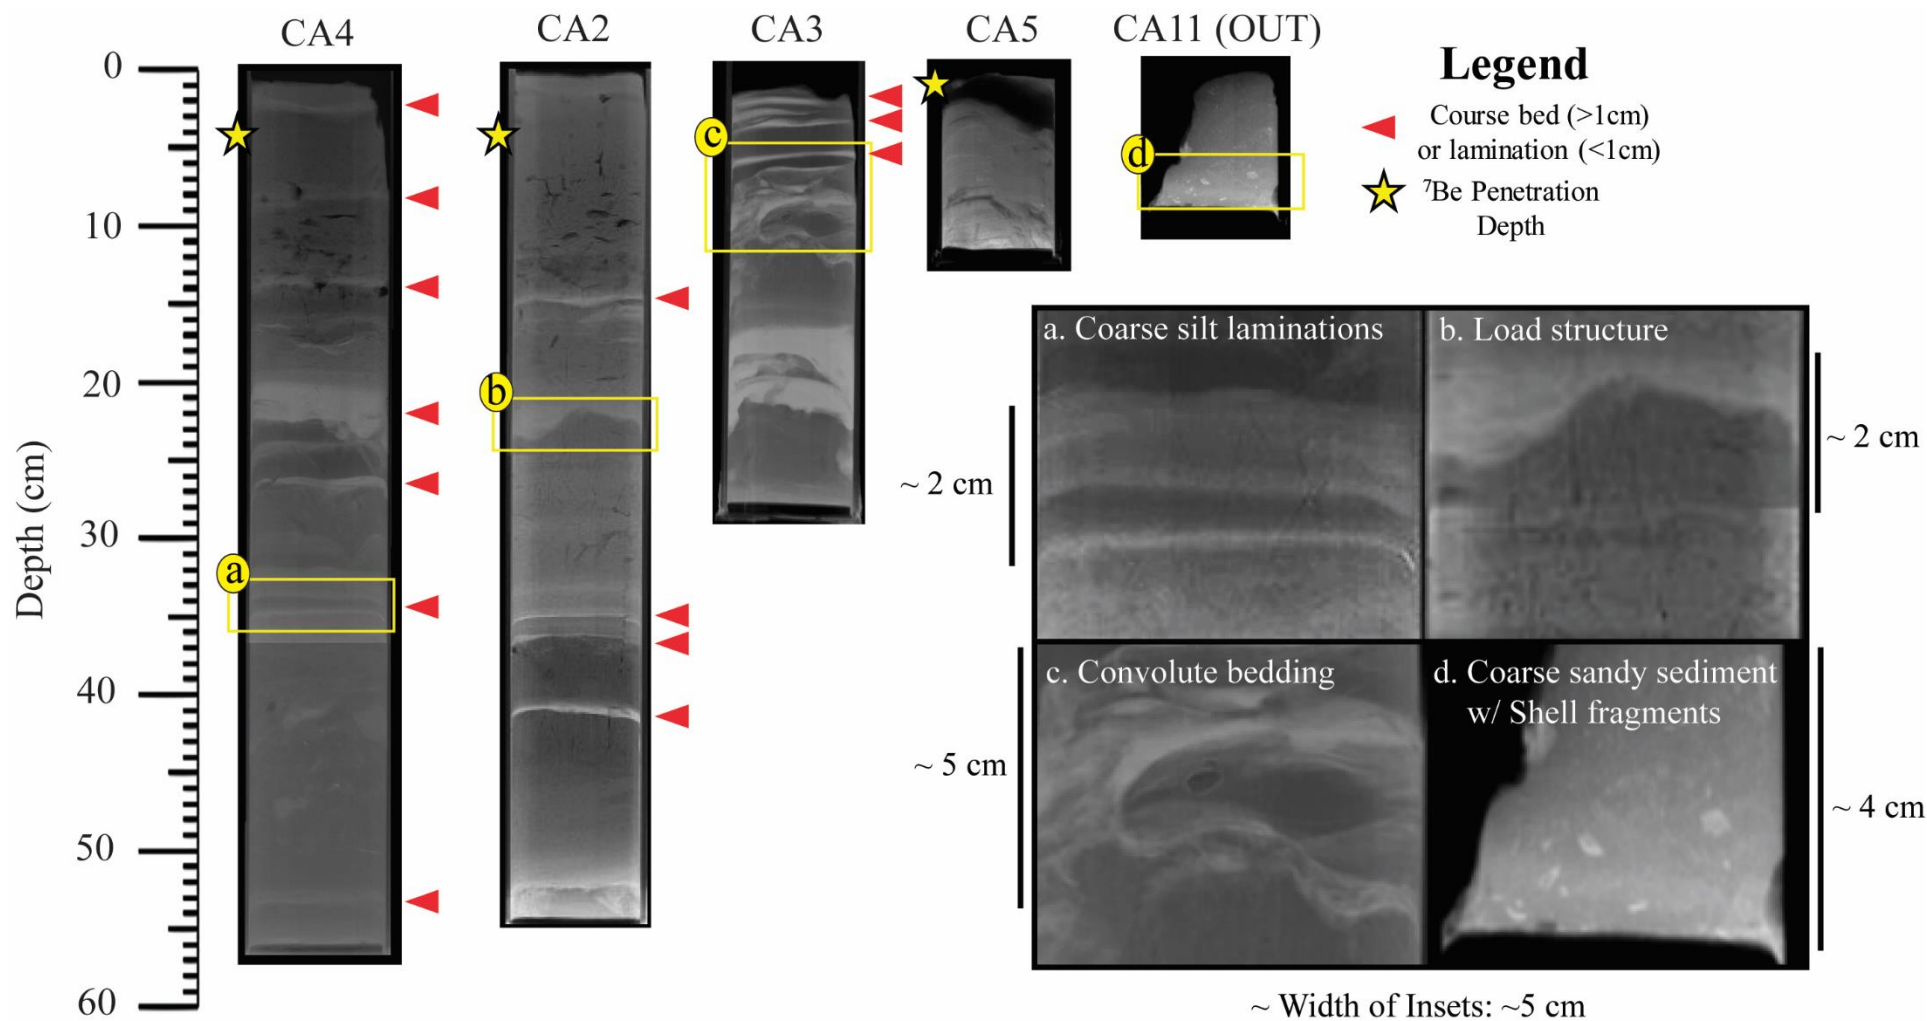 CA4
CA2
CA3
CA5
CA11 (OUT)
Legend
Course bed (>1cm)
or lamination (<1cm)
⁷Be Penetration
Depth
0
10
20
30
40
50
60
Depth (cm)
a
b
c
d
a. Coarse silt laminations
b. Load structure
~ 2 cm
~ 2 cm
c. Convolute bedding
d. Coarse sandy sediment
w/ Shell fragments
~ 5 cm
~ 4 cm
~ Width of Insets: ~5 cm